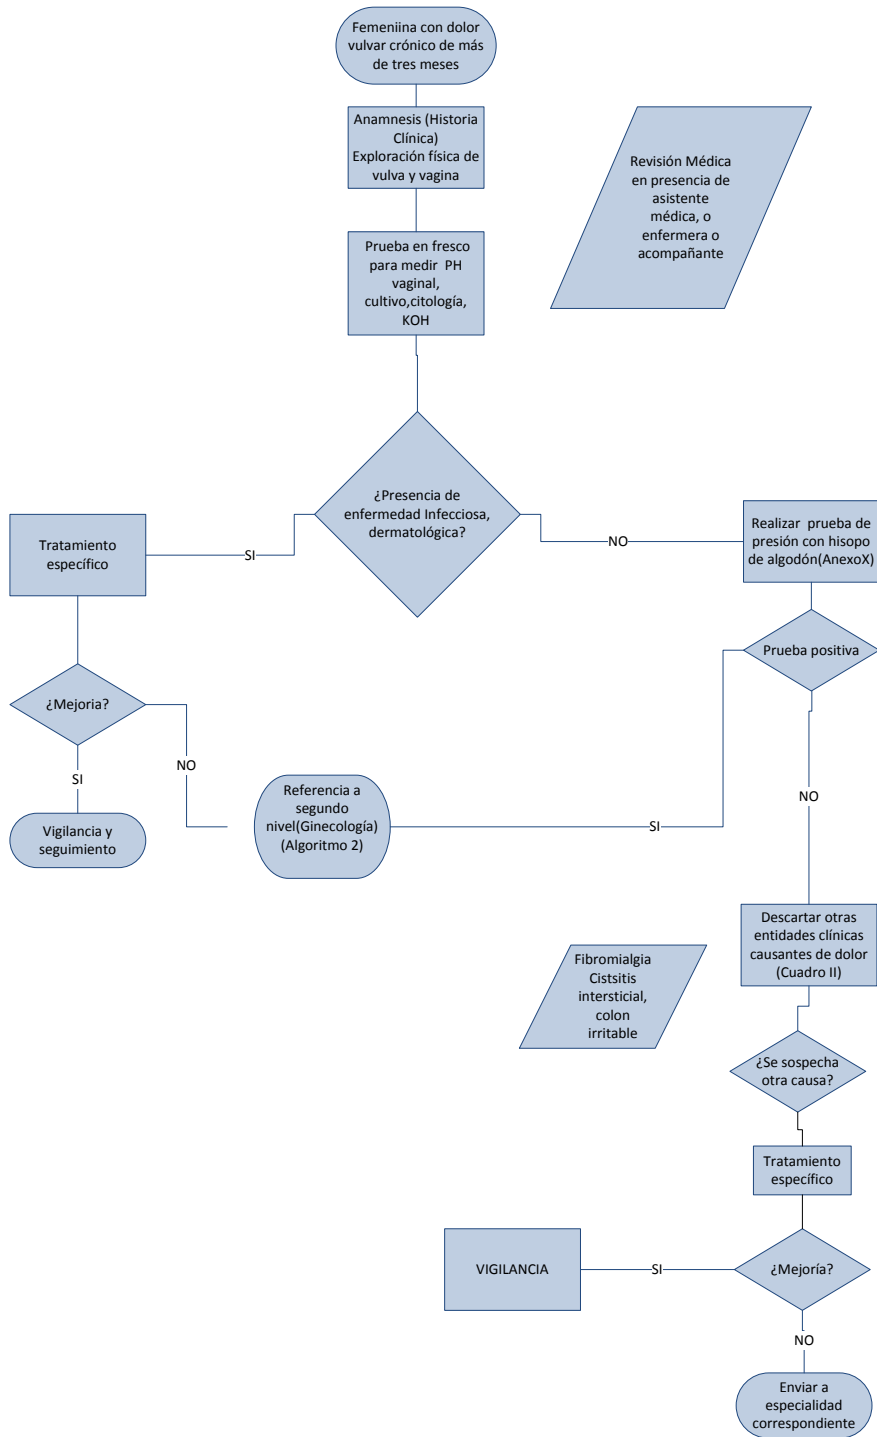 Femeniina con dolor
vulvar crónico de más
de tres meses
Anamnesis (Historia
Clínica)
Exploración física de
vulva y vagina
Revisión Médica
en presencia de
asistente
médica, o
enfermera o
acompañante
Prueba en fresco
para medir PH
vaginal,
cultivo,citología,
KOH
¿Presencia de
enfermedad Infecciosa,
dermatológica?
SI
NO
Tratamiento
específico
Realizar prueba de
presión con hisopo
de algodón(AnexoX)
Prueba positiva
¿Mejoria?
SI
NO
Vigilancia y
seguimiento
Referencia a
segundo
nivel(Ginecología)
(Algoritmo 2)
SI
NO
Descartar otras
entidades clínicas
causantes de dolor
(Cuadro II)
Fibromialgia
Cistsitis
intersticial,
colon
irritable
¿Se sospecha
otra causa?
Tratamiento
específico
¿Mejoría?
SI
VIGILANCIA
NO
Enviar a
especialidad
correspondiente